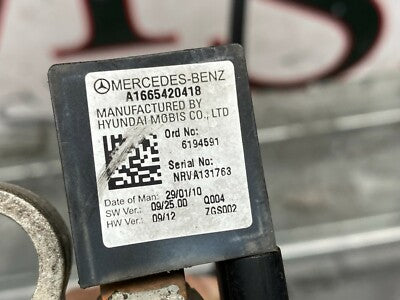 MERCEDES-BENZ
A1665420418
MANUFACTURED BY
HYUNDAI MOBIS CO., LTD
Ord No:
6194591
Serial No:
NRVA131763
Date of Man: 29/01/10
SW Ver.: 09/25.00 Q004
HW Ver.: 09/12 7GS002